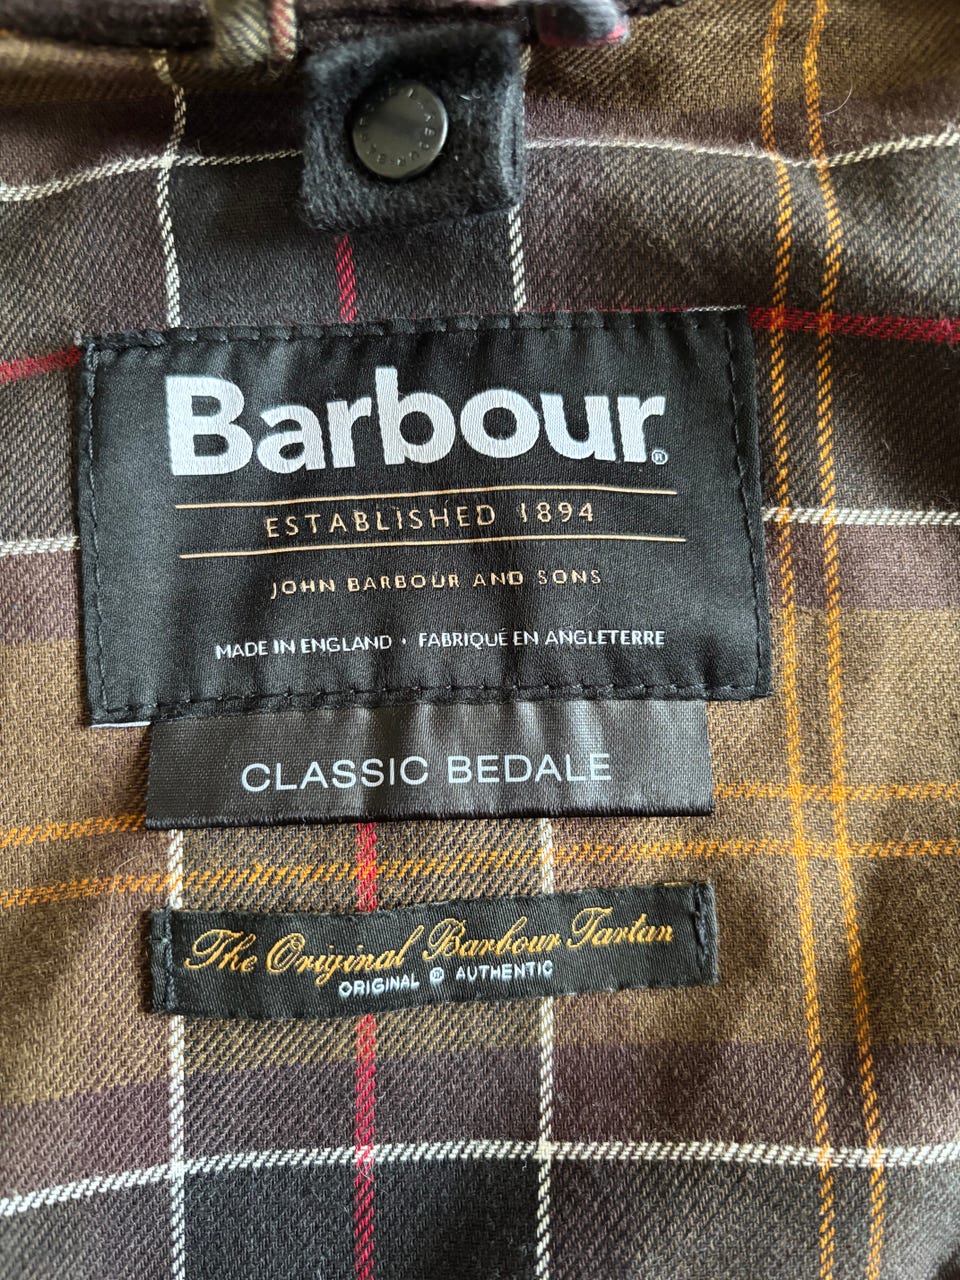 Barbour®
ESTABLISHED 1894
JOHN BARBOUR AND SONS
MADE IN ENGLAND • FABRIQUÉ EN ANGLETERRE
CLASSIC BEDALE
The Original Barbour Tartan
ORIGINAL ® AUTHENTIC